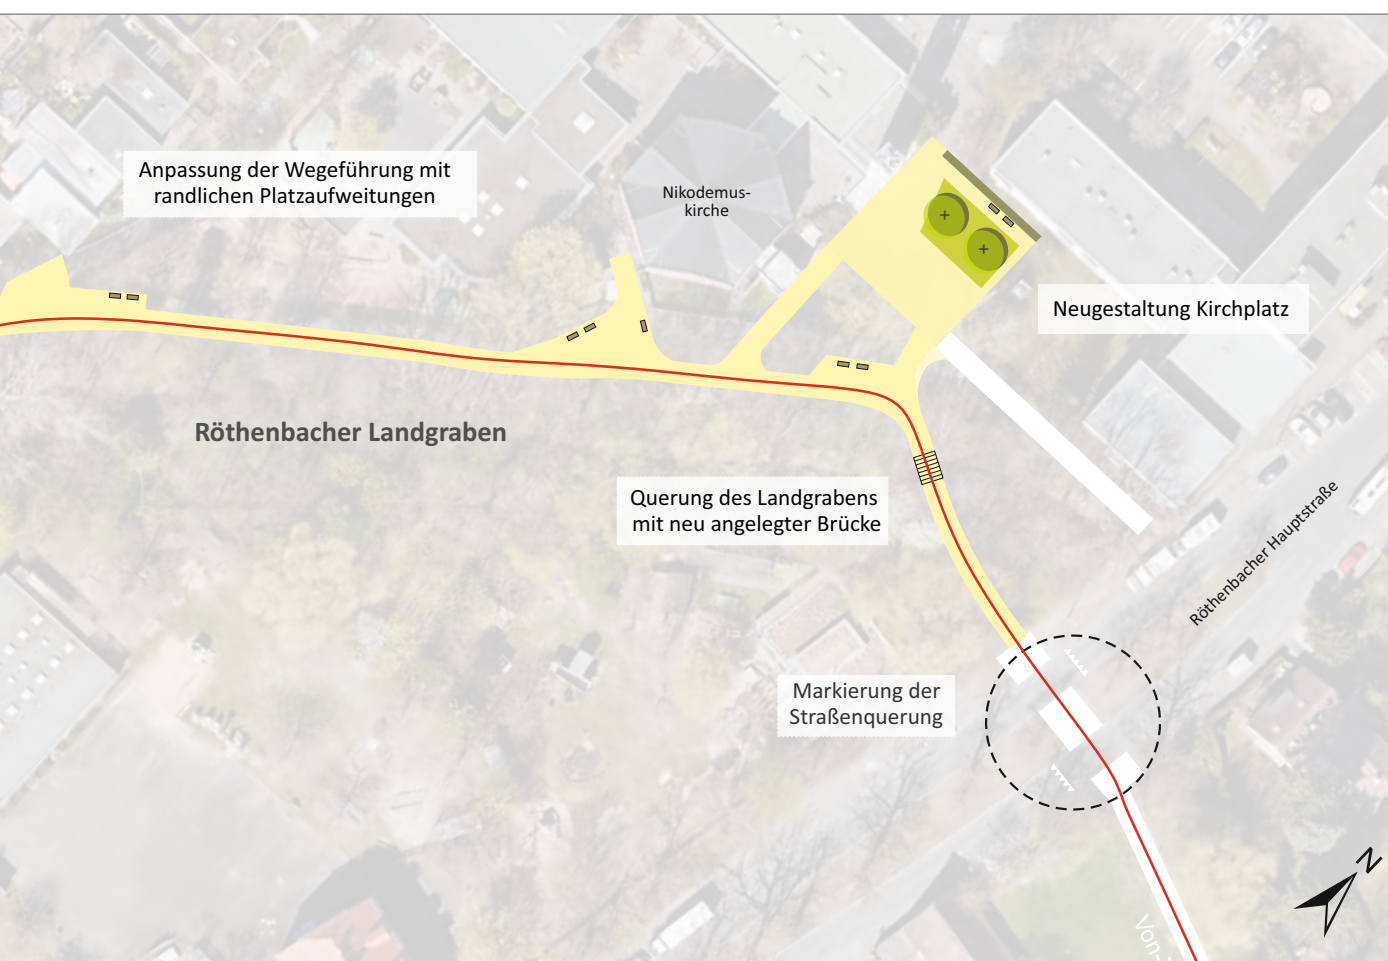 Anpassung der Wegeführung mit
randlichen Platzaufweitungen
Nikodemus-
kirche
Neugestaltung Kirchplatz
Röthenbacher Landgraben
Querung des Landgrabens
mit neu angelegter Brücke
Röthenbacher Hauptstraße
Markierung der
Straßenquerung
N
Von-